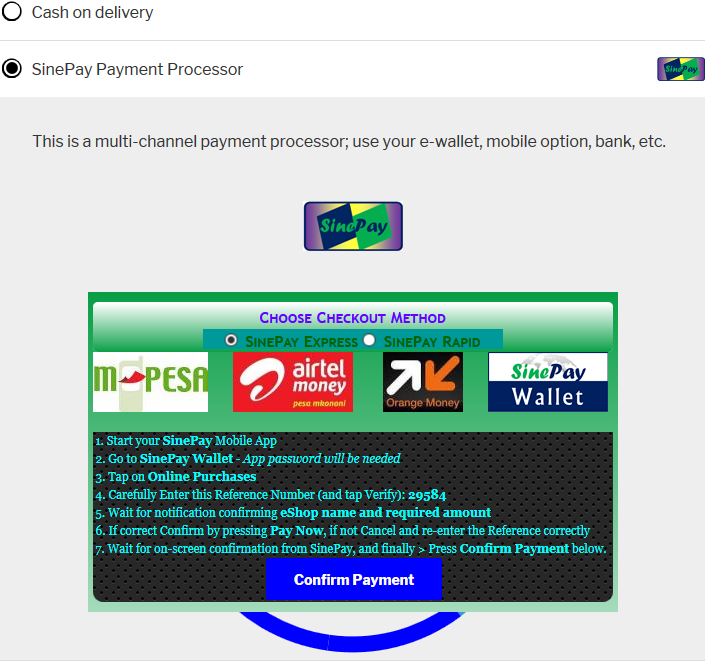 Cash on delivery
SinePay Payment Processor
SinePay
This is a multi-channel payment processor; use your e-wallet, mobile option, bank, etc.
SinePay
Choose Checkout Method
SinePay Express SinePay Rapid
M PESA
airtel
money
pesa mkononi
Orange Money
SinePay
Wallet
1. Start your SinePay Mobile App
2. Go to SinePay Wallet - App password will be needed
3. Tap on Online Purchases
4. Carefully Enter this Reference Number (and tap Verify): 29584
5. Wait for notification confirming eShop name and required amount
6. If correct Confirm by pressing Pay Now, if not Cancel and re-enter the Reference correctly
7. Wait for on-screen confirmation from SinePay, and finally > Press Confirm Payment below.
Confirm Payment